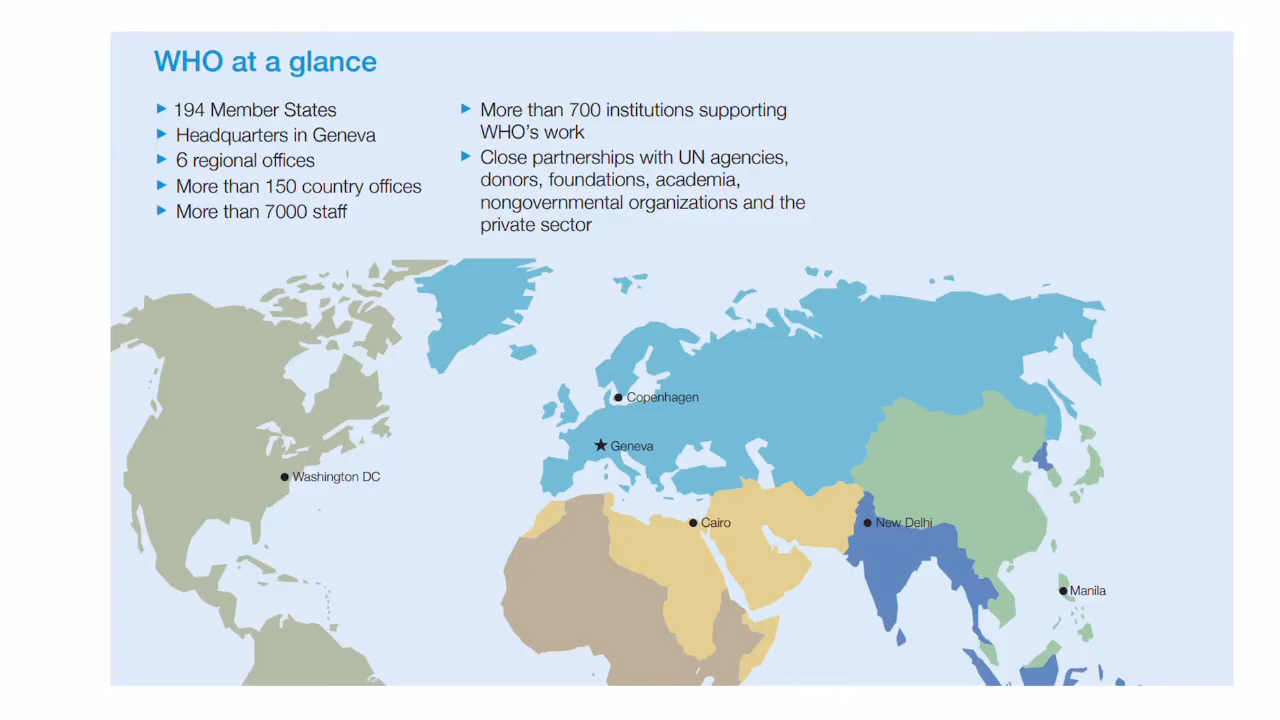 WHO at a glance
194 Member States
Headquarters in Geneva
6 regional offices
More than 150 country offices
More than 7000 staff
More than 700 institutions supporting
WHO's work
Close partnerships with UN agencies,
donors, foundations, academia,
nongovernmental organizations and the
private sector
Copenhagen
Geneva
Washington DC
Cairo
New Delhi
Manila